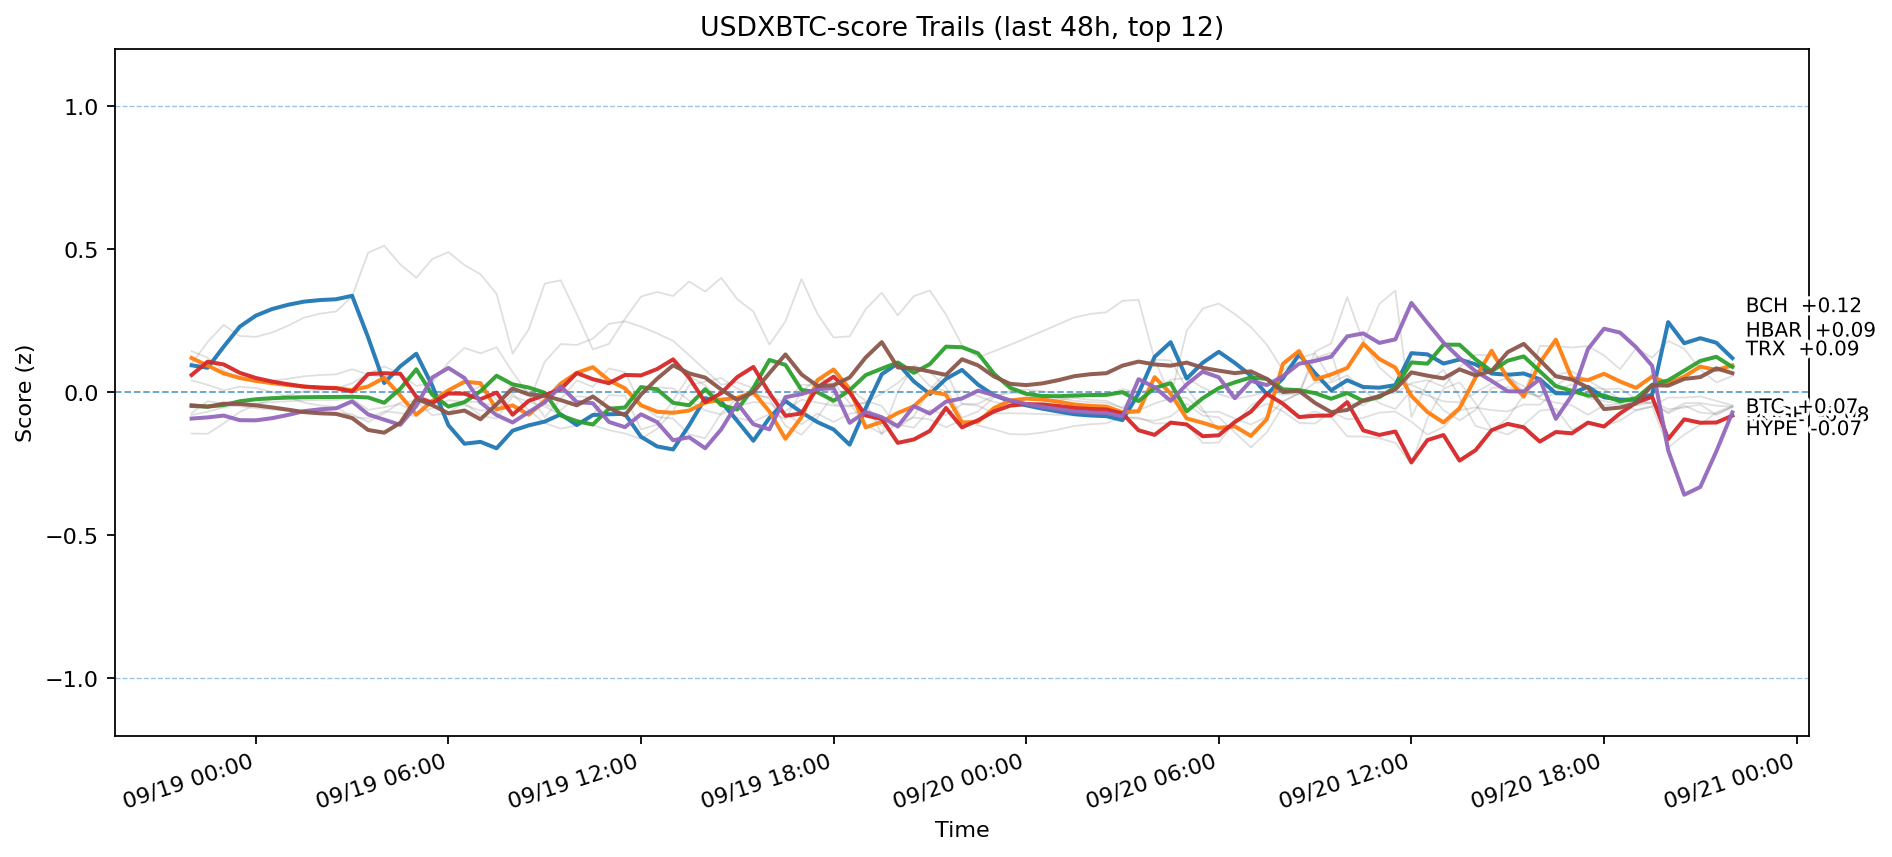 USDXBTC-score Trails (last 48h, top 12)
Score (z)
1.0
0.5
0.0
−0.5
−1.0
BCH +0.12
HBAR +0.09
TRX +0.09
BTC +0.07
HYPE -0.07
09/19 00:00
09/19 06:00
09/19 12:00
09/19 18:00
09/20 00:00
09/20 06:00
09/20 12:00
09/20 18:00
09/21 00:00
Time